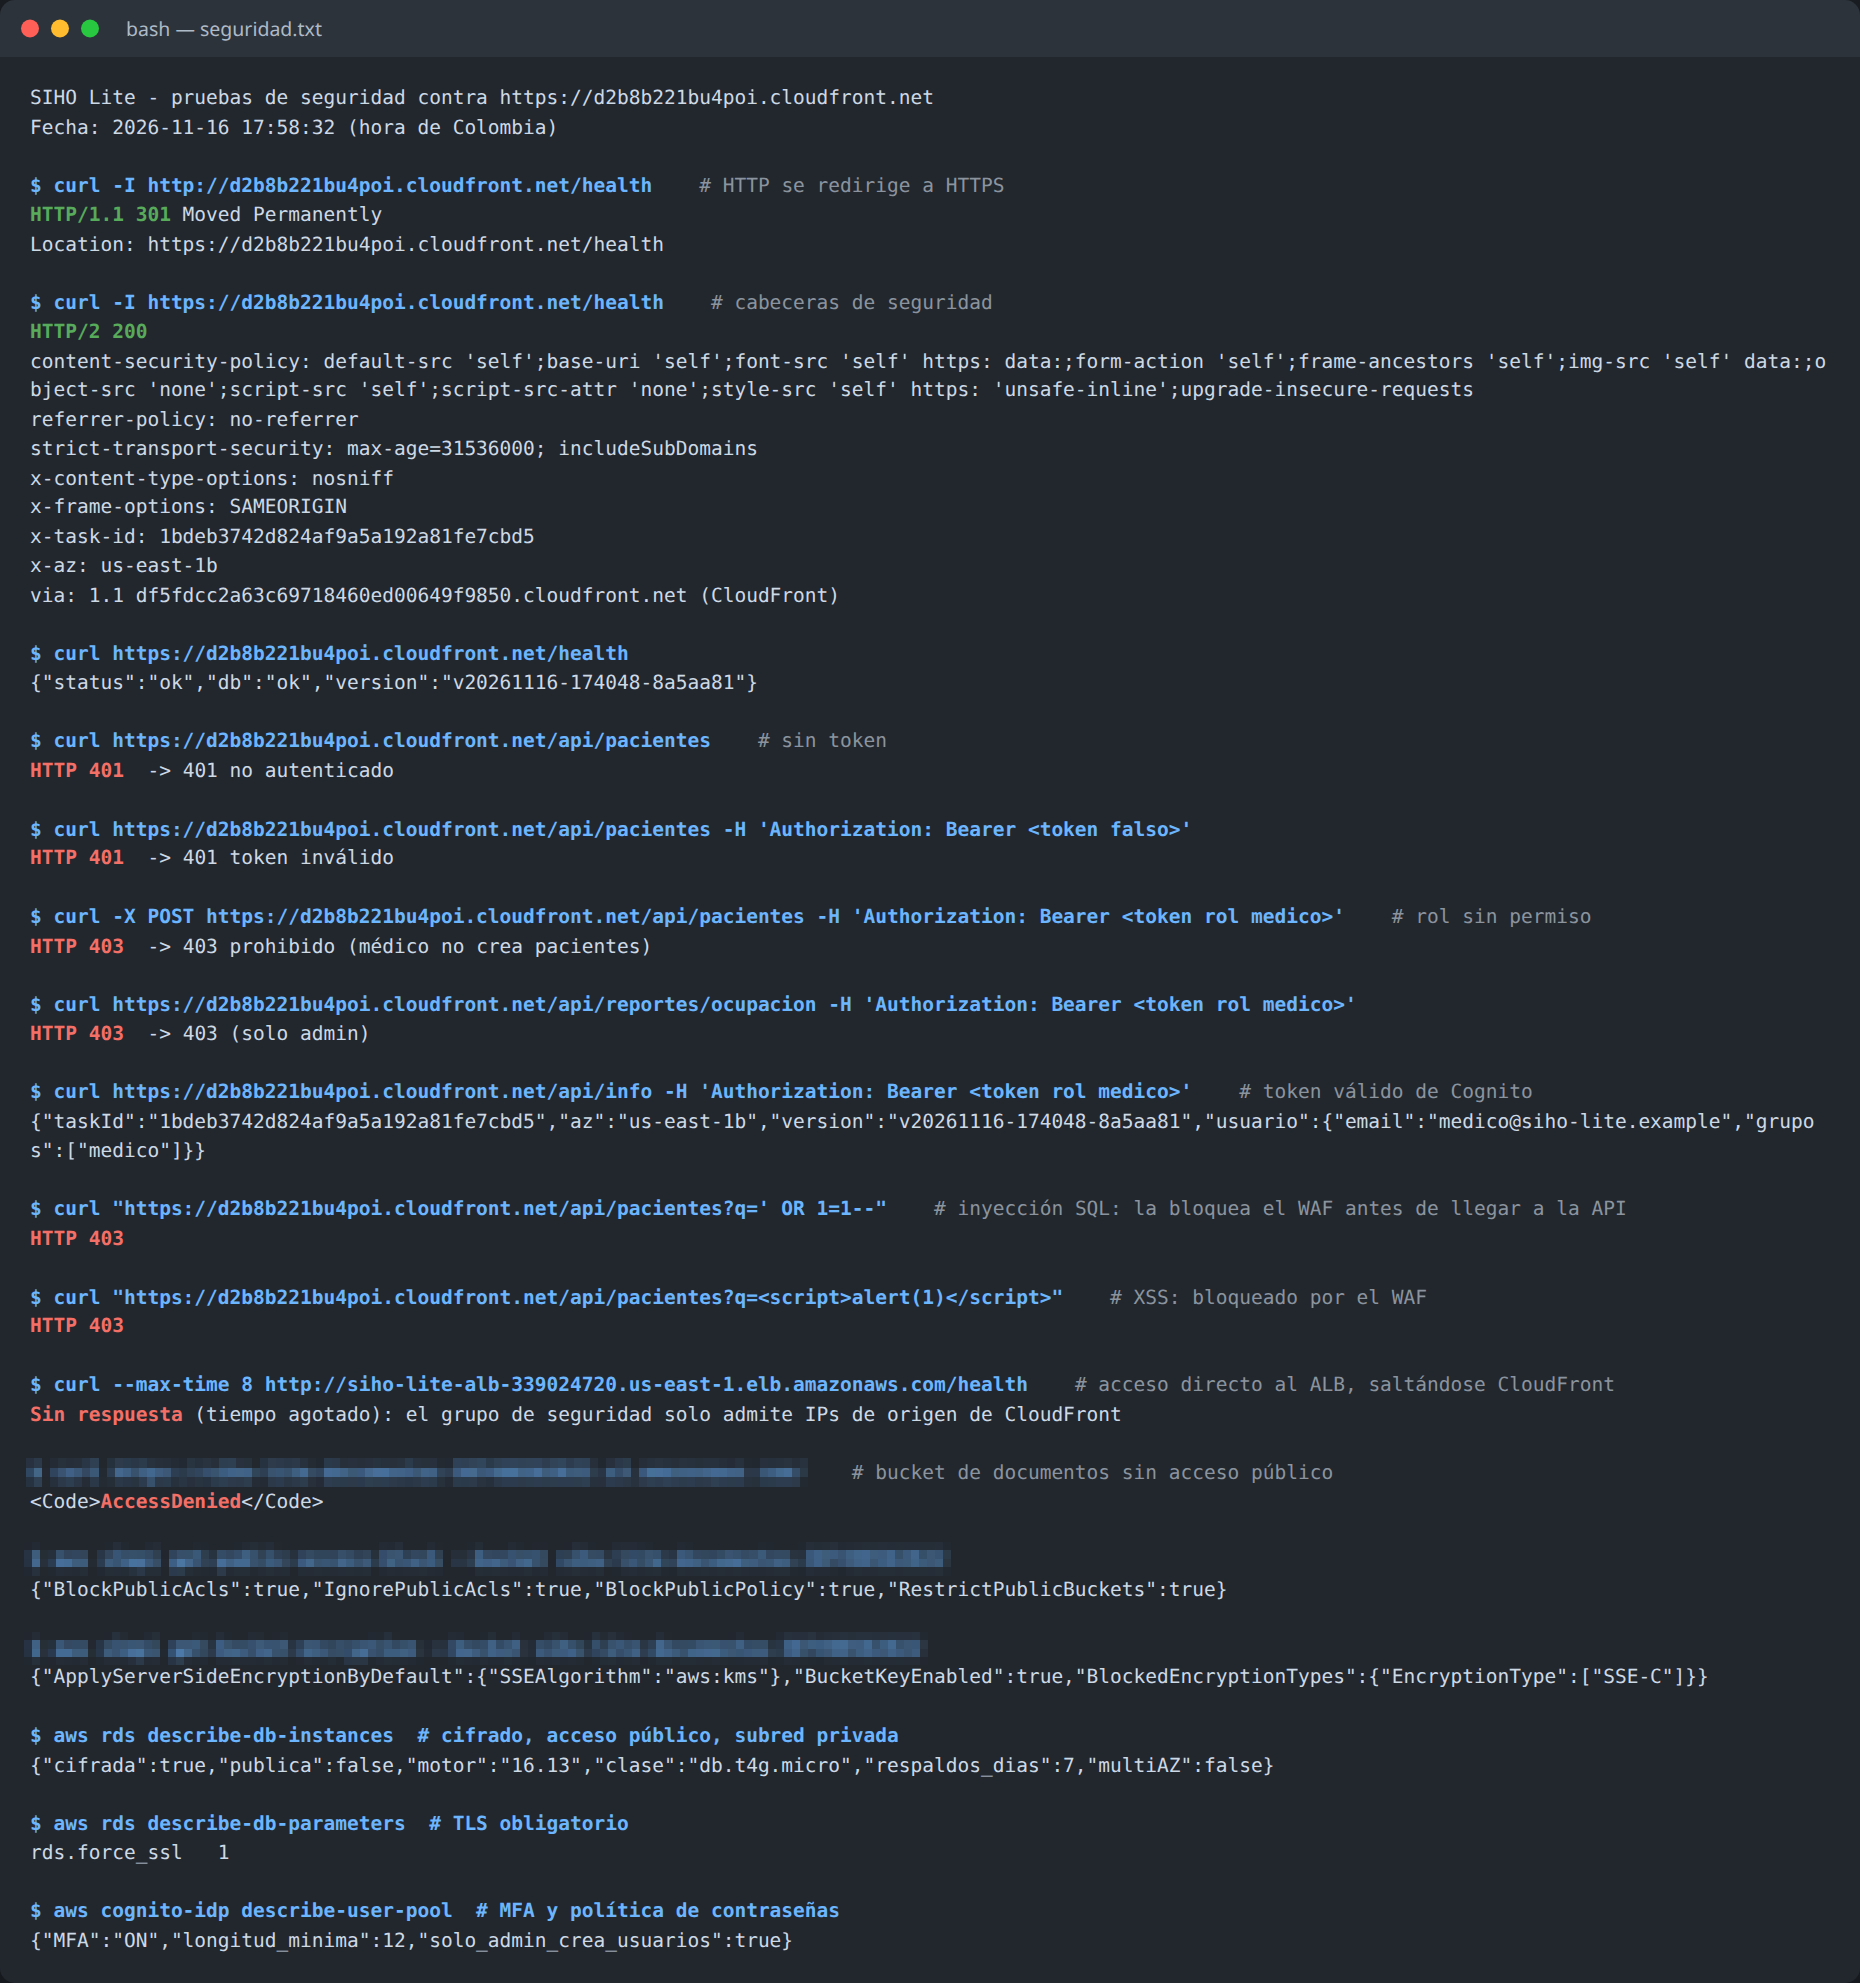 bash — seguridad.txt
SIHO Lite - pruebas de seguridad contra https://d2b8b221bu4poi.cloudfront.net
Fecha: 2026-11-16 17:58:32 (hora de Colombia)
$ curl -I http://d2b8b221bu4poi.cloudfront.net/health    # HTTP se redirige a HTTPS
HTTP/1.1 301 Moved Permanently
Location: https://d2b8b221bu4poi.cloudfront.net/health
$ curl -I https://d2b8b221bu4poi.cloudfront.net/health    # cabeceras de seguridad
HTTP/2 200
content-security-policy: default-src 'self';base-uri 'self';font-src 'self' https: data:;form-action 'self';frame-ancestors 'self';img-src 'self' data:;o
bject-src 'none';script-src 'self';script-src-attr 'none';style-src 'self' https: 'unsafe-inline';upgrade-insecure-requests
referrer-policy: no-referrer
strict-transport-security: max-age=31536000; includeSubDomains
x-content-type-options: nosniff
x-frame-options: SAMEORIGIN
x-task-id: 1bdeb3742d824af9a5a192a81fe7cbd5
x-az: us-east-1b
via: 1.1 df5fdcc2a63c69718460ed00649f9850.cloudfront.net (CloudFront)
$ curl https://d2b8b221bu4poi.cloudfront.net/health
{"status":"ok","db":"ok","version":"v20261116-174048-8a5aa81"}
$ curl https://d2b8b221bu4poi.cloudfront.net/api/pacientes    # sin token
HTTP 401  -> 401 no autenticado
$ curl https://d2b8b221bu4poi.cloudfront.net/api/pacientes -H 'Authorization: Bearer <token falso>'
HTTP 401  -> 401 token inválido
$ curl -X POST https://d2b8b221bu4poi.cloudfront.net/api/pacientes -H 'Authorization: Bearer <token rol medico>'    # rol sin permiso
HTTP 403  -> 403 prohibido (médico no crea pacientes)
$ curl https://d2b8b221bu4poi.cloudfront.net/api/reportes/ocupacion -H 'Authorization: Bearer <token rol medico>'
HTTP 403  -> 403 (solo admin)
$ curl https://d2b8b221bu4poi.cloudfront.net/api/info -H 'Authorization: Bearer <token rol medico>'    # token válido de Cognito
{"taskId":"1bdeb3742d824af9a5a192a81fe7cbd5","az":"us-east-1b","version":"v20261116-174048-8a5aa81","usuario":{"email":"medico@siho-lite.example","grupo
s":["medico"]}}
$ curl "https://d2b8b221bu4poi.cloudfront.net/api/pacientes?q=' OR 1=1--"    # inyección SQL: la bloquea el WAF antes de llegar a la API
HTTP 403
$ curl "https://d2b8b221bu4poi.cloudfront.net/api/pacientes?q=<script>alert(1)</script>"    # XSS: bloqueado por el WAF
HTTP 403
$ curl --max-time 8 http://siho-lite-alb-339024720.us-east-1.elb.amazonaws.com/health    # acceso directo al ALB, saltándose CloudFront
Sin respuesta (tiempo agotado): el grupo de seguridad solo admite IPs de origen de CloudFront
# bucket de documentos sin acceso público
<Code>AccessDenied</Code>
{"BlockPublicAcls":true,"IgnorePublicAcls":true,"BlockPublicPolicy":true,"RestrictPublicBuckets":true}
{"ApplyServerSideEncryptionByDefault":{"SSEAlgorithm":"aws:kms"},"BucketKeyEnabled":true,"BlockedEncryptionTypes":{"EncryptionType":["SSE-C"]}}
$ aws rds describe-db-instances  # cifrado, acceso público, subred privada
{"cifrada":true,"publica":false,"motor":"16.13","clase":"db.t4g.micro","respaldos_dias":7,"multiAZ":false}
$ aws rds describe-db-parameters  # TLS obligatorio
rds.force_ssl   1
$ aws cognito-idp describe-user-pool  # MFA y política de contraseñas
{"MFA":"ON","longitud_minima":12,"solo_admin_crea_usuarios":true}